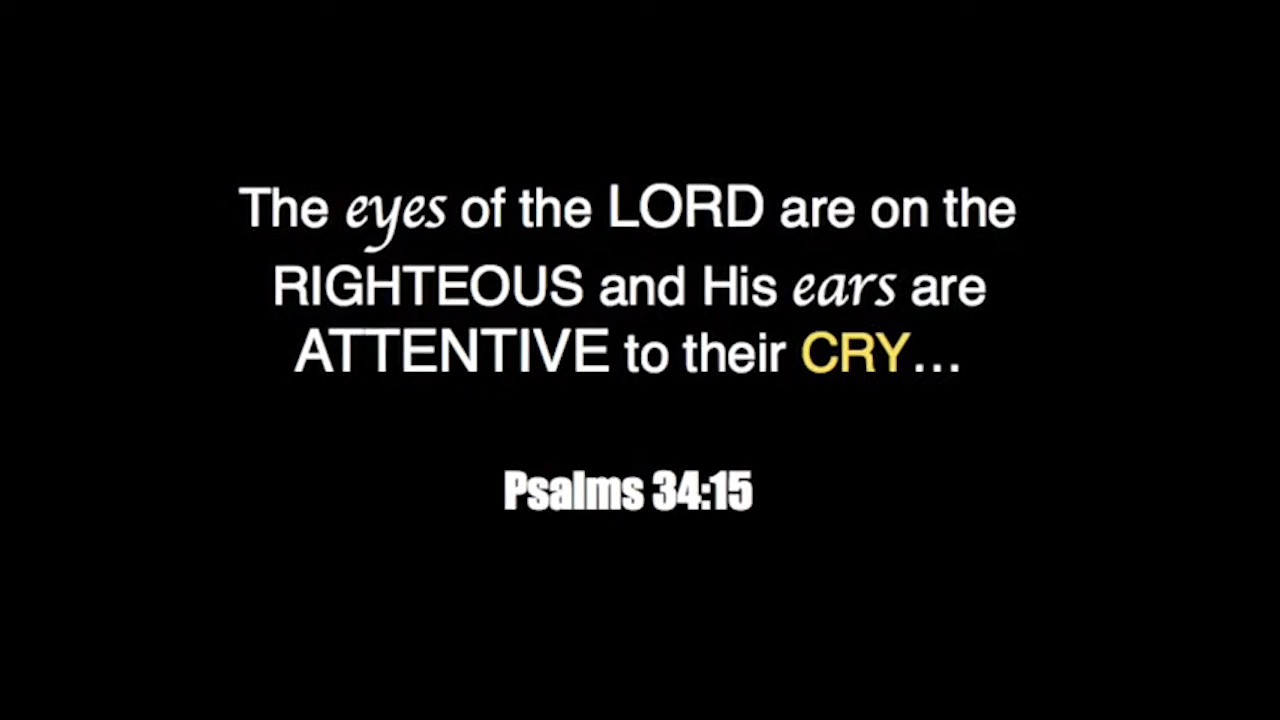 The eyes of the LORD are on the
RIGHTEOUS and His ears are
ATTENTIVE to their CRY...
Psalms 34:15